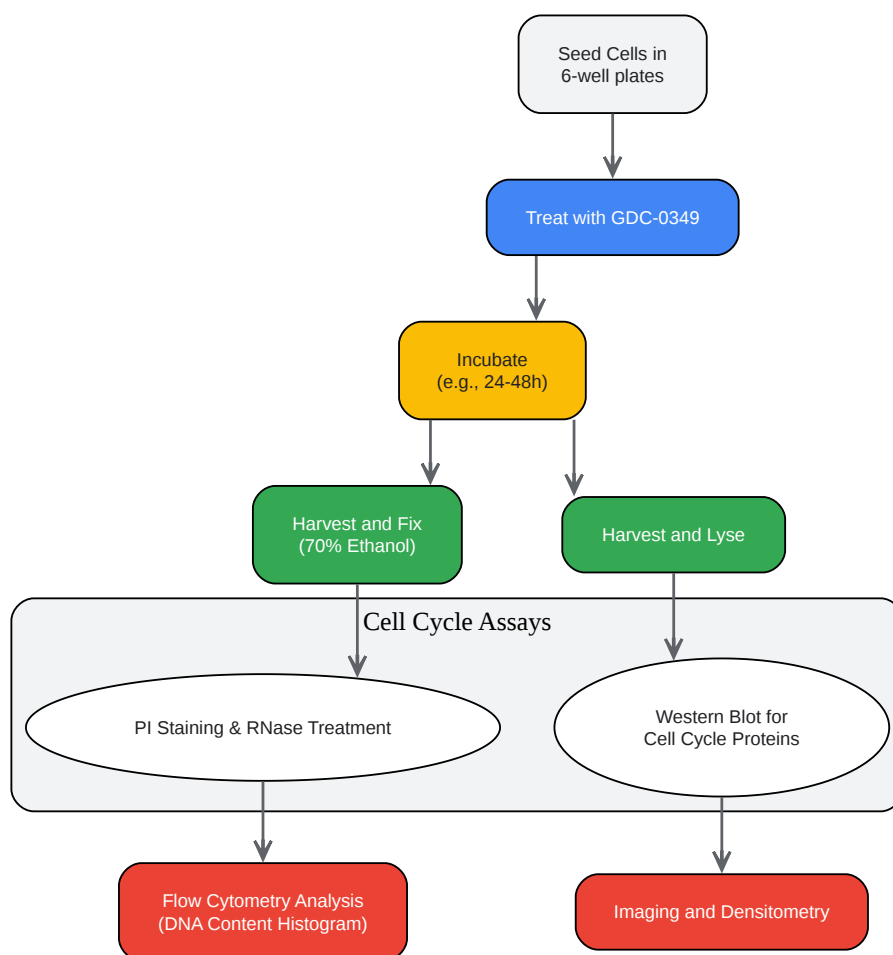 Seed Cells in
6-well plates
Treat with GDC-0349
Incubate
(e.g., 24-48h)
Harvest and Fix
(70% Ethanol)
Harvest and Lyse
Cell Cycle Assays
PI Staining & RNase Treatment
Western Blot for
Cell Cycle Proteins
Flow Cytometry Analysis
(DNA Content Histogram)
Imaging and Densitometry